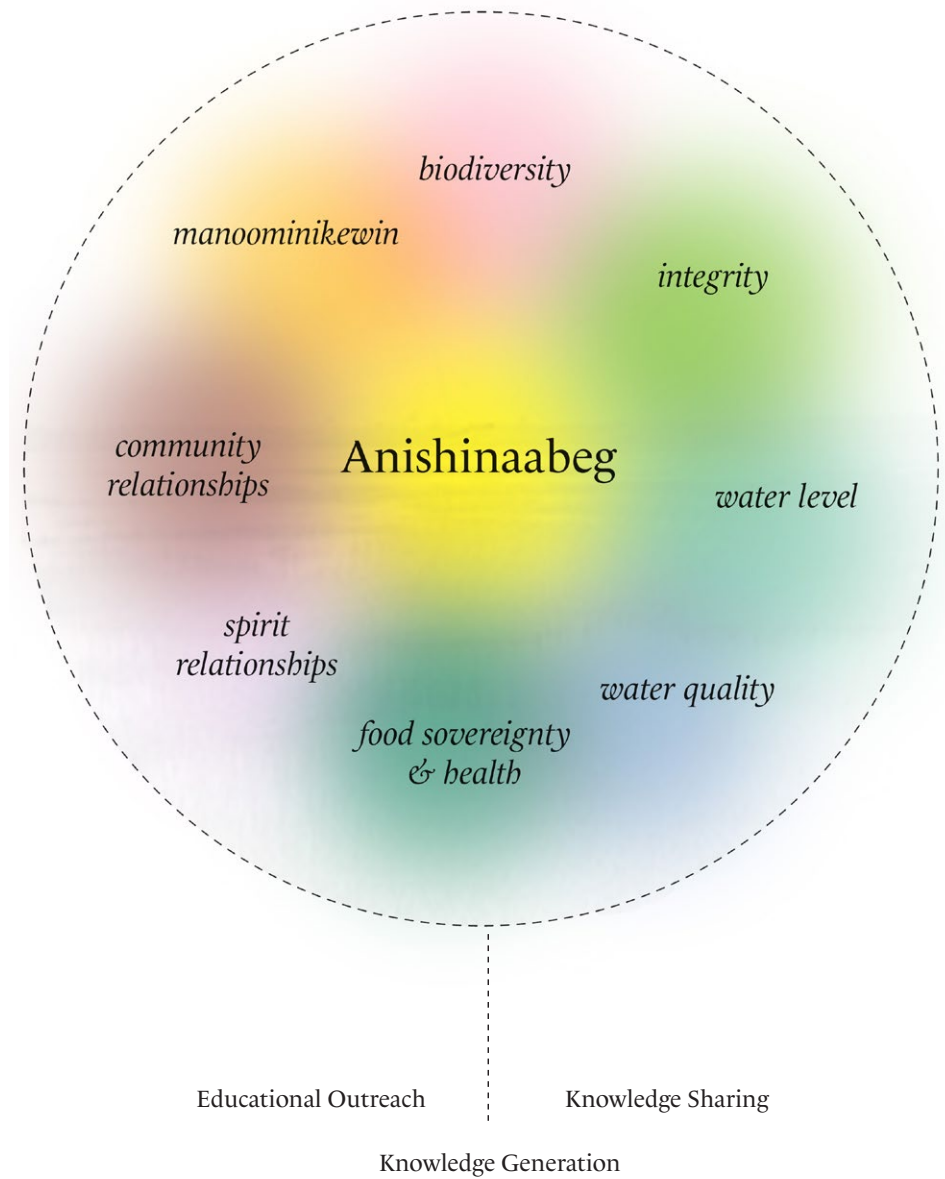 biodiversity
manoominikewin
integrity
community
relationships
Anishinaabeg
water level
spirit
relationships
water quality
food sovereignty
& health
Educational Outreach
Knowledge Sharing
Knowledge Generation